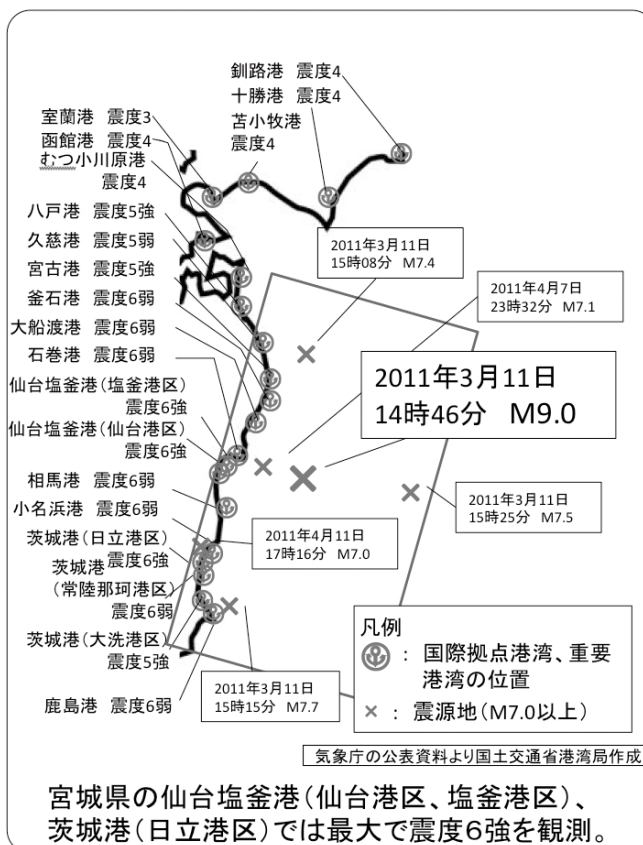 釧路港 震度4
十勝港 震度4
苫小牧港
震度4
室蘭港 震度3
函館港 震度4
むつ小川原港
震度4
八戸港 震度5強
久慈港 震度5弱
宮古港 震度5強
釜石港 震度6弱
大船渡港 震度6弱
石巻港 震度6弱
仙台塩釜港(塩釜港区)
震度6強
仙台塩釜港(仙台港区)
震度6強
相馬港 震度6弱
小名浜港 震度6弱
茨城港(日立港区)
震度6強
茨城港
(常陸那珂港区)
震度6弱
茨城港(大洗港区)
震度5強
鹿島港 震度6弱
2011年3月11日
15時08分 M7.4
2011年4月7日
23時32分 M7.1
2011年3月11日
14時46分 M9.0
2011年3月11日
15時25分 M7.5
2011年4月11日
17時16分 M7.0
2011年3月11日
15時15分 M7.7
凡例
: 国際拠点港湾、重要
港湾の位置
× : 震源地(M7.0以上)
気象庁の公表資料より国土交通省港湾局作成
宮城県の仙台塩釜港(仙台港区、塩釜港区)、
茨城港(日立港区)では最大で震度6強を観測。